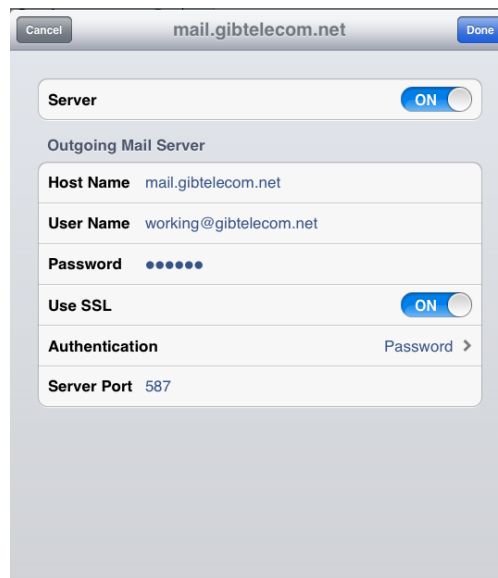 Cancel mail.gibtelecom.net Done
Server ON
Outgoing Mail Server
Host Name mail.gibtelecom.net
User Name working@gibtelecom.net
Password ●●●●●●
Use SSL ON
Authentication Password >
Server Port 587